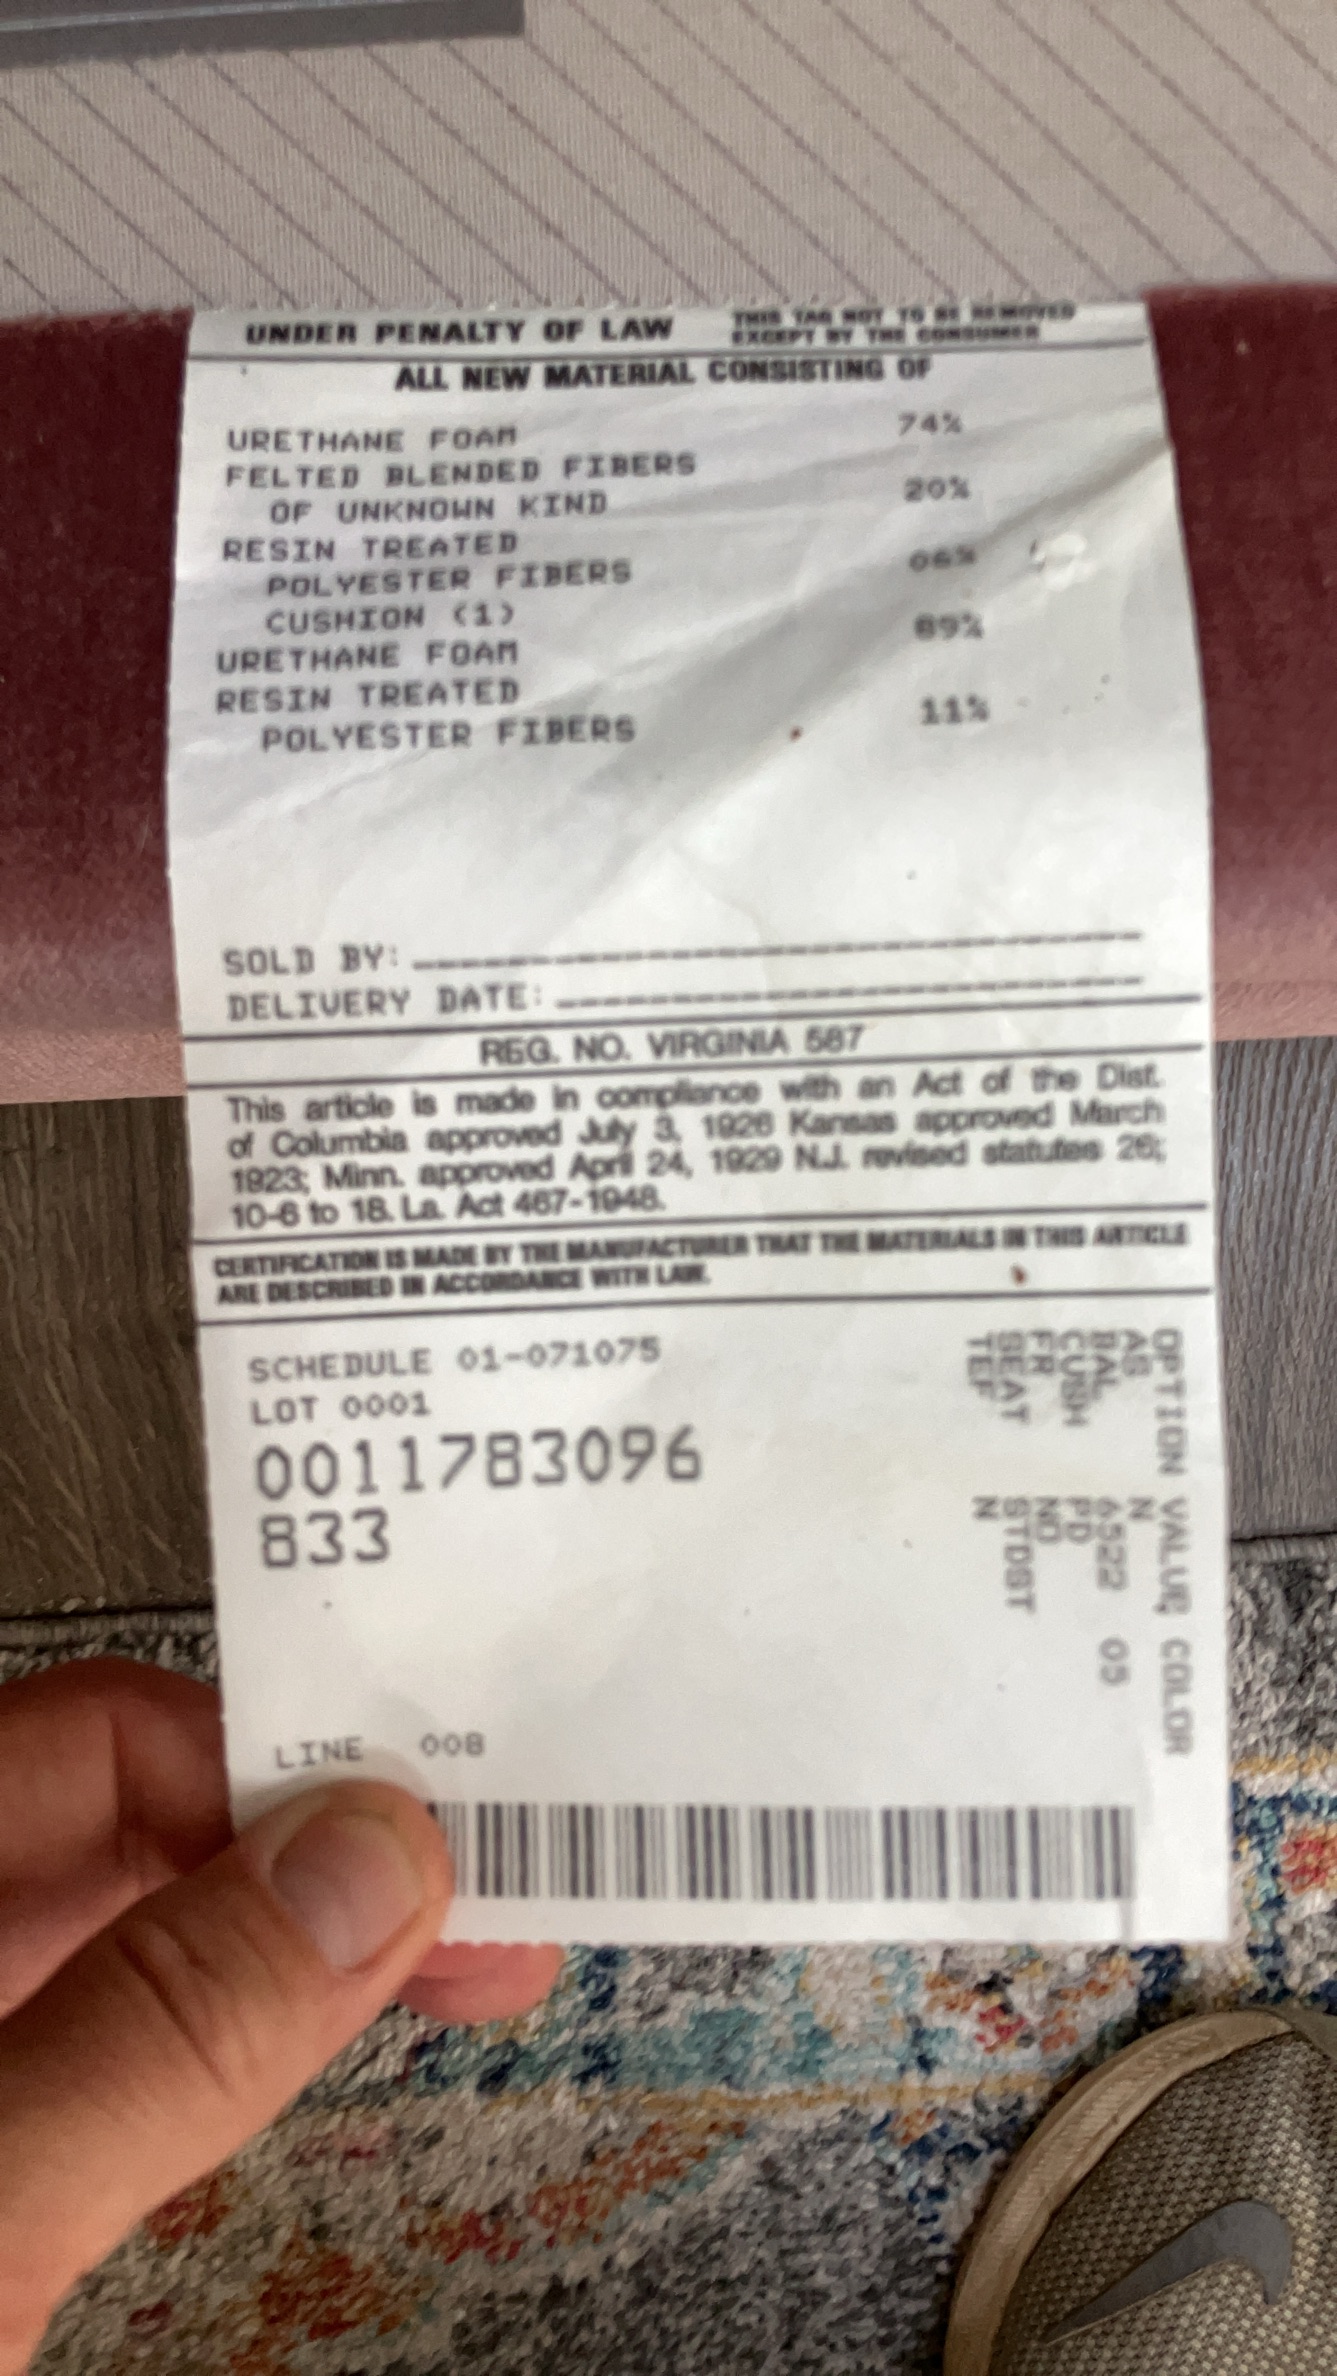 UNDER PENALTY OF LAW
THIS TAG NOT TO BE REMOVED
EXCEPT BY THE CONSUMER
ALL NEW MATERIAL CONSISTING OF
URETHANE FOAM 74%
FELTED BLENDED FIBERS
OF UNKNOWN KIND 20%
RESIN TREATED
POLYESTER FIBERS 06%
CUSHION (1)
URETHANE FOAM 89%
RESIN TREATED
POLYESTER FIBERS 11%
SOLD BY:
DELIVERY DATE:
REG. NO. VIRGINIA 587
This article is made in compliance with an Act of the Dist.
of Columbia approved July 3, 1926 Kansas approved March
1923; Minn. approved April 24, 1929 N.J. revised statutes 26;
10-6 to 18. La. Act 467-1948.
CERTIFICATION IS MADE BY THE MANUFACTURER THAT THE MATERIALS IN THIS ARTICLE
ARE DESCRIBED IN ACCORDANCE WITH LAW.
SCHEDULE 01-071075
LOT 0001
0011783096
833
LINE 008
OPTION VALUE COLOR
AS N
BAL 6522 05
CUSH PD
FR NO
SEAT STDST
TEF N